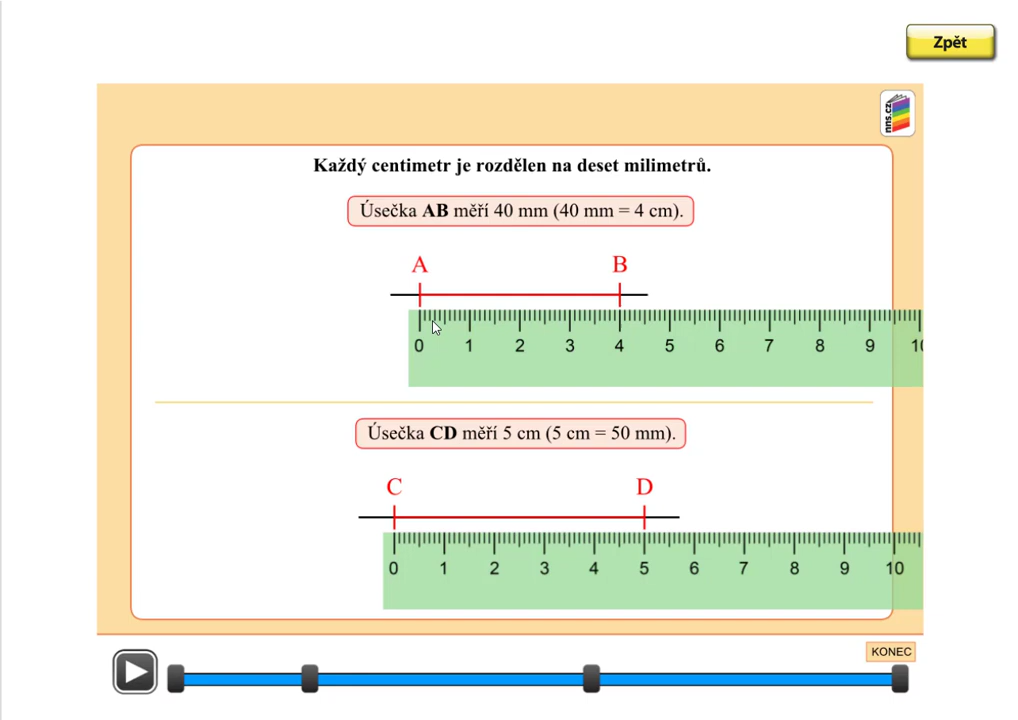 Zpět
nns.cz
Každý centimetr je rozdělen na deset milimetrů.
Úsečka AB měří 40 mm (40 mm = 4 cm).
A B
0 1 2 3 4 5 6 7 8 9 10
Úsečka CD měří 5 cm (5 cm = 50 mm).
C D
0 1 2 3 4 5 6 7 8 9 10
KONEC